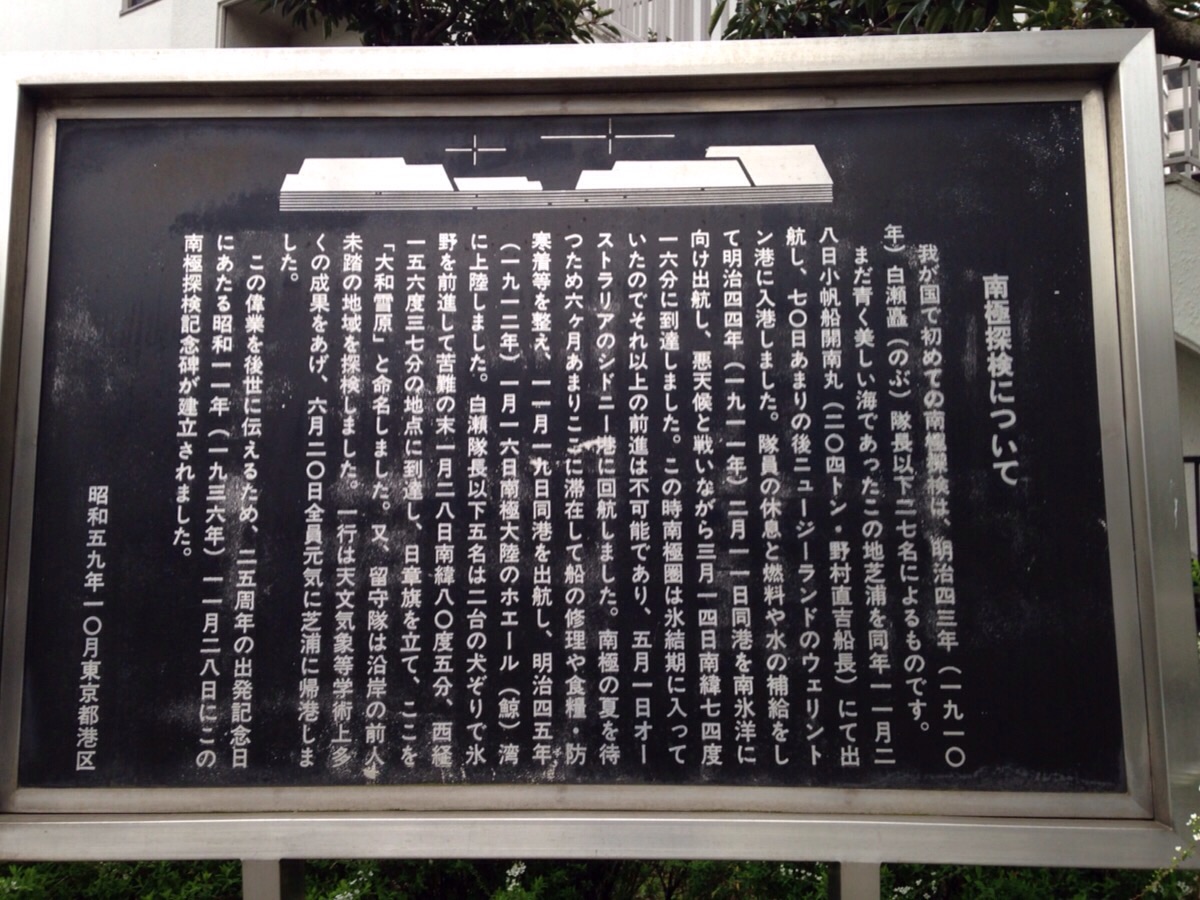 南極探検について
我が国で初めての南極探検は、明治四三年（一九一〇
年）白瀬矗（のぶ）隊長以下二七名によるものです。
まだ青く美しい海であったこの地芝浦を同年一一月二
八日小帆船開南丸（二〇四トン・野村直吉船長）にて出
航し、七〇日あまりの後ニュージーランドのウェリント
ン港に入港しました。隊員の休息と燃料や水の補給をし
て明治四四年（一九一一年）二月一一日同港を南氷洋に
向け出航し、悪天候と戦いながら三月一四日南緯七四度
一六分に到達しました。この時南極圏は氷結期に入って
いたのでそれ以上の前進は不可能であり、五月一日オー
ストラリアのシドニー港に回航しました。南極の夏を待
つため六ヶ月あまりここに滞在して船の修理や食糧・防
寒着等を整え、一一月一九日同港を出航し、明治四五年
（一九一二年）一月一六日南極大陸のホエール（鯨）湾
に上陸しました。白瀬隊長以下五名は二台の犬ぞりで氷
野を前進して苦難の末一月二八日南緯八〇度五分、西経
一五六度三七分の地点に到達し、日章旗を立て、ここを
「大和雪原」と命名しました。又、留守隊は沿岸の前人
未踏の地域を探検しました。一行は天文気象等学術上多
くの成果をあげ、六月二〇日全員元気に芝浦に帰港しま
した。
この偉業を後世に伝えるため、二五周年の出発記念日
にあたる昭和一一年（一九三六年）一一月二八日にこの
南極探検記念碑が建立されました。
昭和五九年一〇月東京都港区